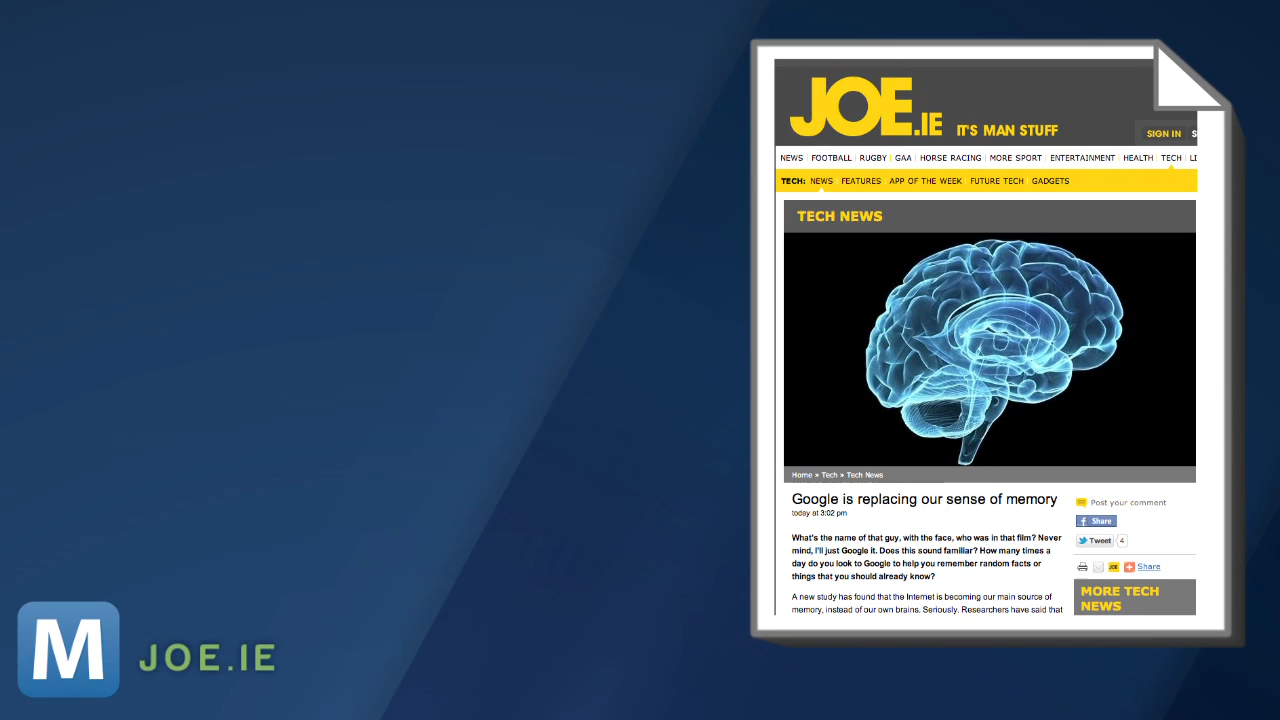 JOE.IE IT'S MAN STUFF
SIGN IN S
NEWS FOOTBALL RUGBY GAA HORSE RACING MORE SPORT ENTERTAINMENT HEALTH TECH LI
TECH: NEWS FEATURES APP OF THE WEEK FUTURE TECH GADGETS
TECH NEWS
Home » Tech » Tech News
Google is replacing our sense of memory
today at 3:02 pm
What's the name of that guy, with the face, who was in that film? Never
mind, I'll just Google it. Does this sound familiar? How many times a
day do you look to Google to help you remember random facts or
things that you should already know?
A new study has found that the Internet is becoming our main source of
memory, instead of our own brains. Seriously. Researchers have said that
Post your comment
f Share
Tweet 4
JOE Share
MORE TECH
NEWS
M JOE.IE